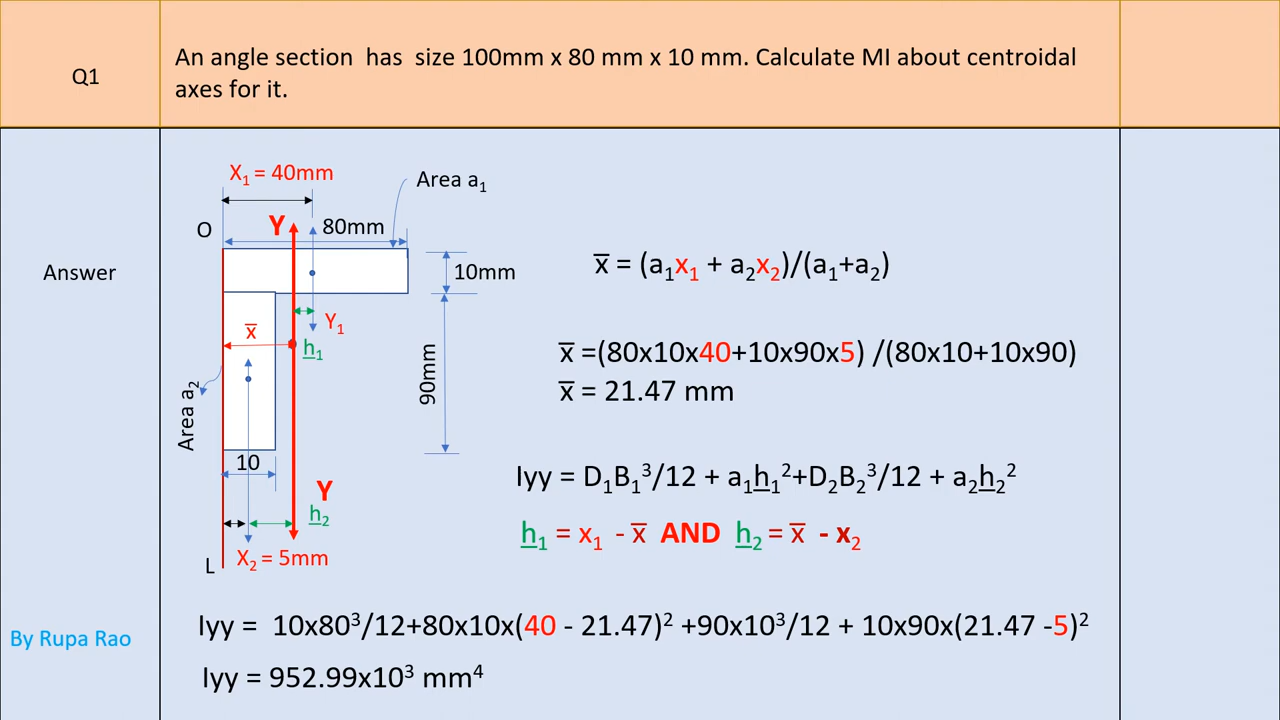 Q1
An angle section has size 100mm x 80 mm x 10 mm. Calculate MI about centroidal
axes for it.
Answer
X₁ = 40mm
Area a₁
O
Y
80mm
10mm
x̅
Y₁
h₁
90mm
Area a₂
10
Y
h₂
L
X₂ = 5mm
x̅ = (a₁x₁ + a₂x₂)/(a₁+a₂)
x̅ =(80x10x40+10x90x5) /(80x10+10x90)
x̅ = 21.47 mm
Iyy = D₁B₁³/12 + a₁h₁²+D₂B₂³/12 + a₂h₂²
h₁ = x₁ - x̅ AND h₂ = x̅ - x₂
By Rupa Rao
Iyy = 10x80³/12+80x10x(40 - 21.47)² +90x10³/12 + 10x90x(21.47 -5)²
Iyy = 952.99x10³ mm⁴